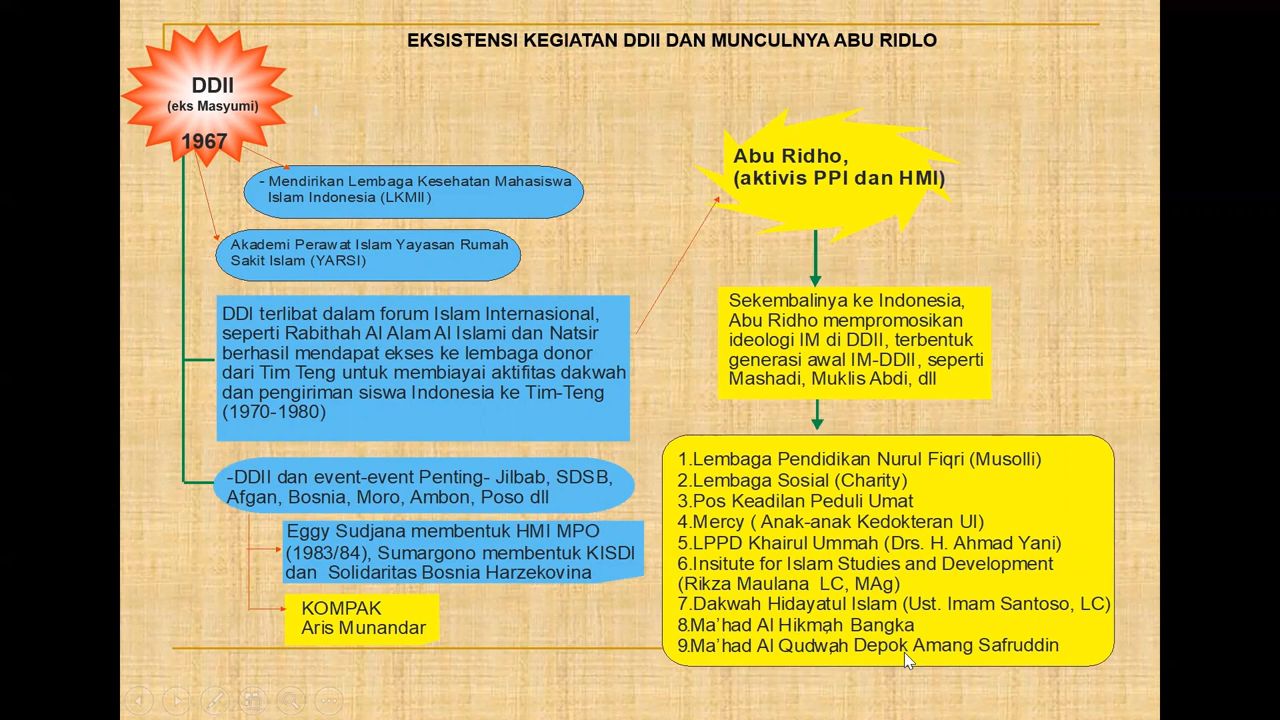 EKSISTENSI KEGIATAN DDII DAN MUNCULNYA ABU RIDLO
DDII
(eks Masyumi)
1967
- Mendirikan Lembaga Kesehatan Mahasiswa
Islam Indonesia (LKMII)
Akademi Perawat Islam Yayasan Rumah
Sakit Islam (YARSI)
DDI terlibat dalam forum Islam Internasional,
seperti Rabithah Al Alam Al Islami dan Natsir
berhasil mendapat ekses ke lembaga donor
dari Tim Teng untuk membiayai aktifitas dakwah
dan pengiriman siswa Indonesia ke Tim-Teng
(1970-1980)
-DDII dan event-event Penting- Jilbab, SDSB,
Afgan, Bosnia, Moro, Ambon, Poso dll
Eggy Sudjana membentuk HMI MPO
(1983/84), Sumargono membentuk KISDI
dan Solidaritas Bosnia Harzekovina
KOMPAK
Aris Munandar
Abu Ridho,
(aktivis PPI dan HMI)
Sekembalinya ke Indonesia,
Abu Ridho mempromosikan
ideologi IM di DDII, terbentuk
generasi awal IM-DDII, seperti
Mashadi, Muklis Abdi, dll
1.Lembaga Pendidikan Nurul Fiqri (Musolli)
2.Lembaga Sosial (Charity)
3.Pos Keadilan Peduli Umat
4.Mercy ( Anak-anak Kedokteran UI)
5.LPPD Khairul Ummah (Drs. H. Ahmad Yani)
6.Insitute for Islam Studies and Development
(Rikza Maulana LC, MAg)
7.Dakwah Hidayatul Islam (Ust. Imam Santoso, LC)
8.Ma'had Al Hikmah Bangka
9.Ma'had Al Qudwah Depok Amang Safruddin